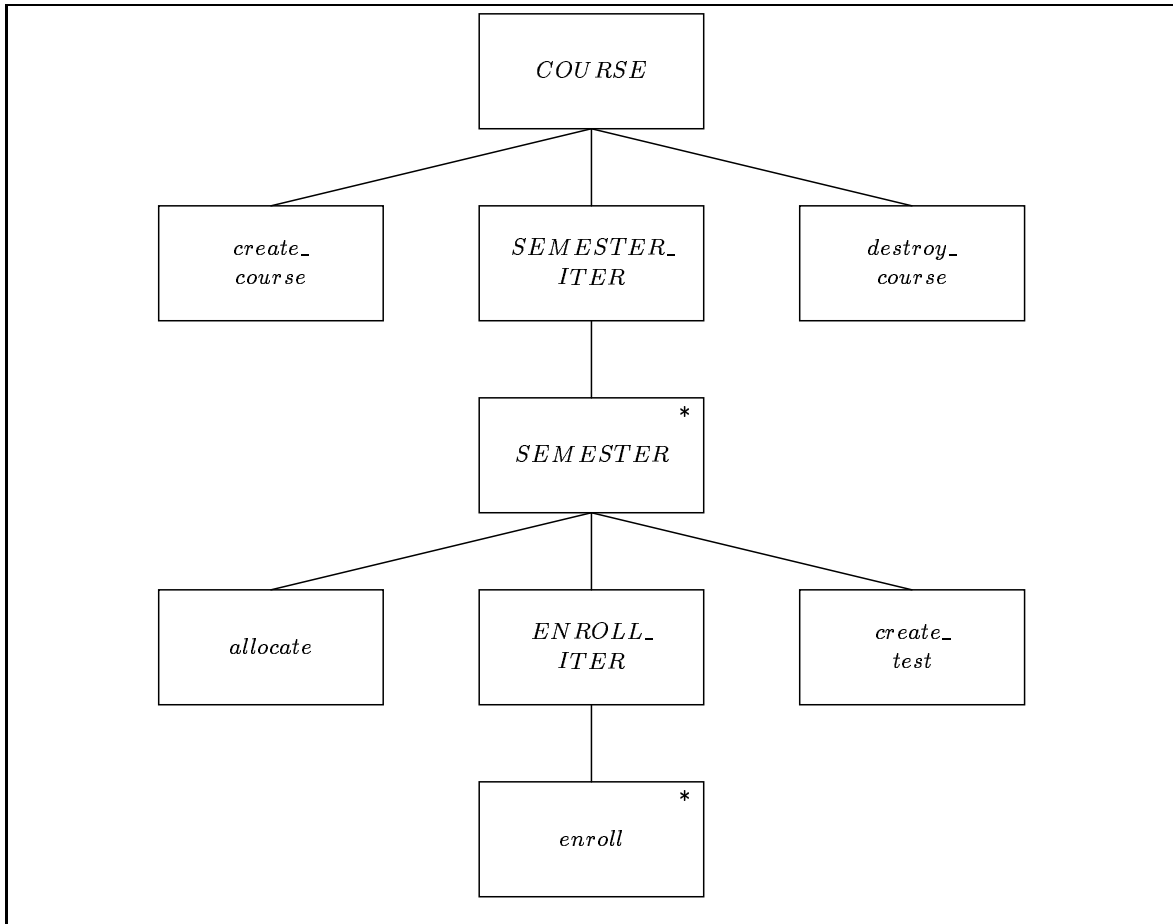 COURSE
create_
course
SEMESTER_
ITER
destroy_
course
*
SEMESTER
allocate
ENROLL_
ITER
create_
test
*
enroll